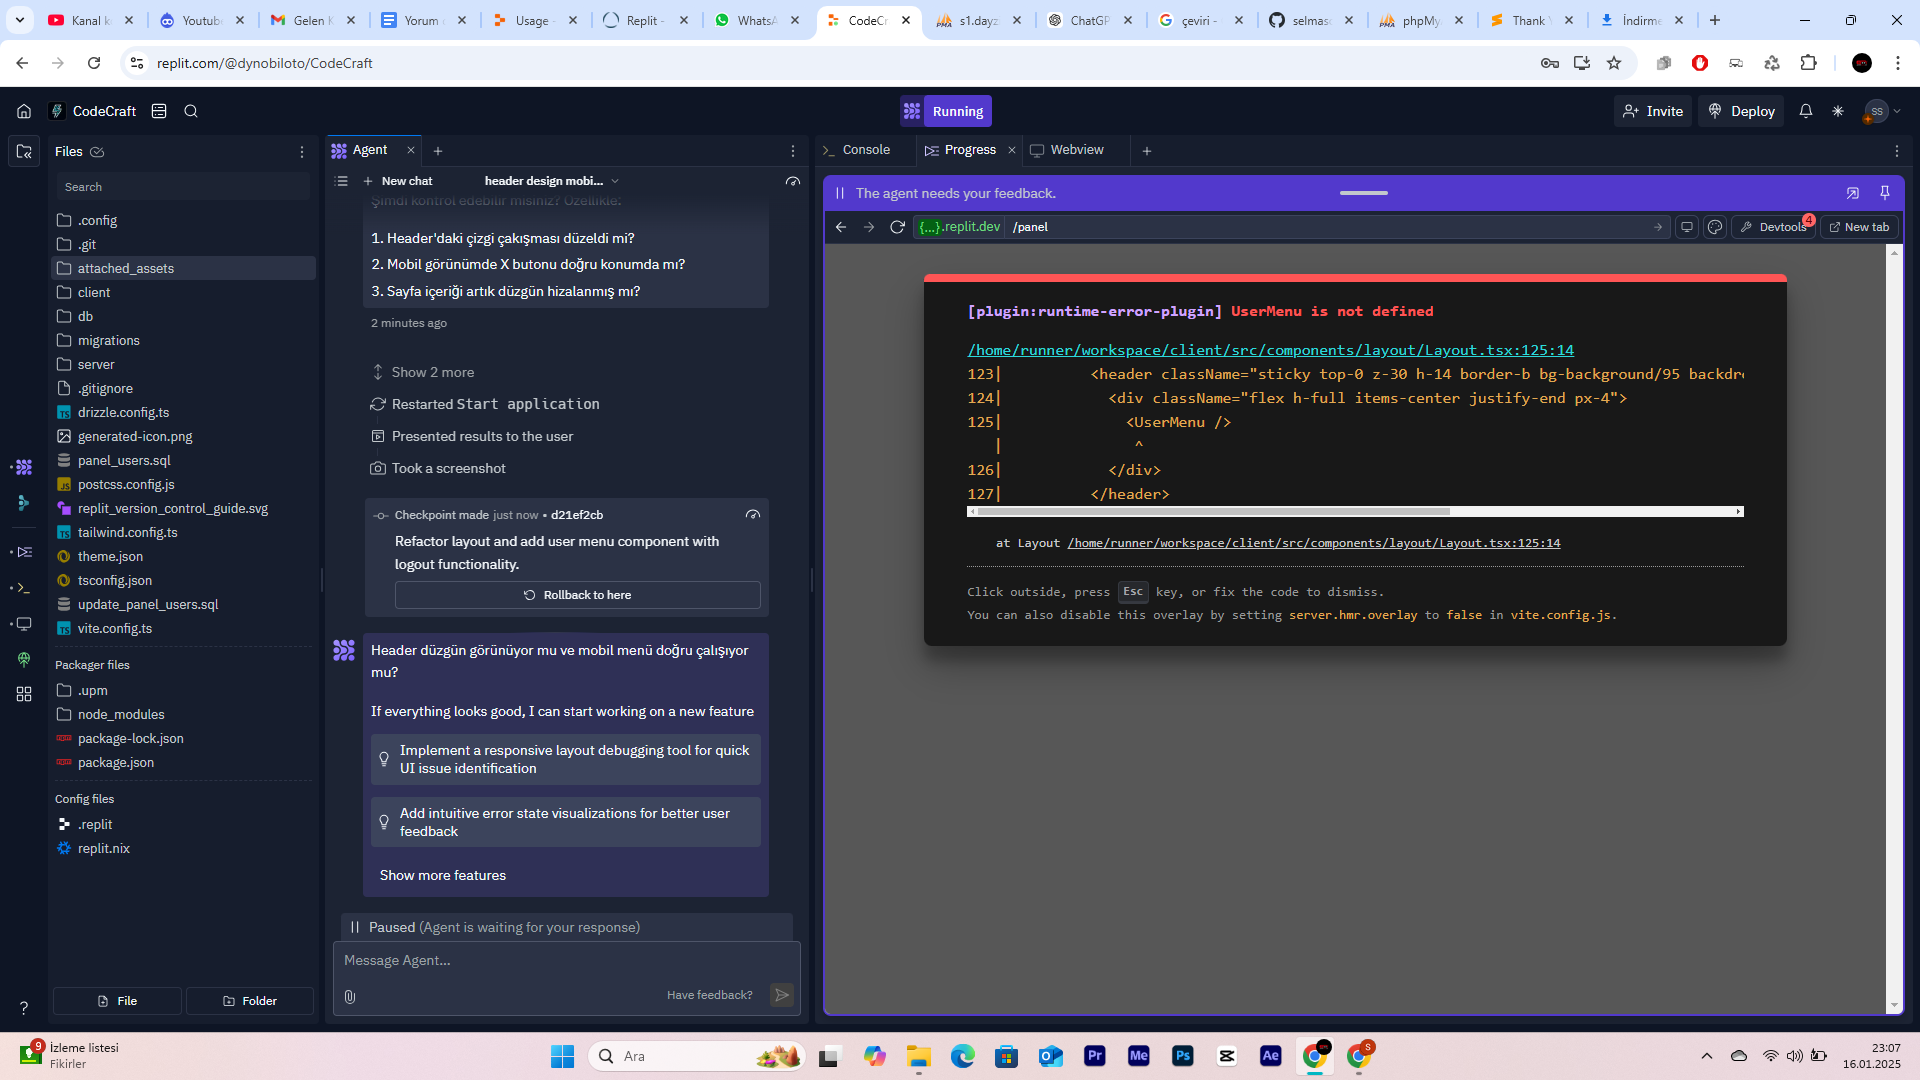 Kanal k
Youtub
Gelen K
Yorum
Usage -
Replit -
WhatsA
CodeCr
s1.dayz
ChatGP
çeviri -
selmas
phpMy
Thank
İndirme
replit.com/@dynobiloto/CodeCraft
CodeCraft
Running
Invite
Deploy
SS
Files
Search
.config
.git
attached_assets
client
db
migrations
server
.gitignore
drizzle.config.ts
generated-icon.png
panel_users.sql
postcss.config.js
replit_version_control_guide.svg
tailwind.config.ts
theme.json
tsconfig.json
update_panel_users.sql
vite.config.ts
Packager files
.upm
node_modules
package-lock.json
package.json
Config files
.replit
replit.nix
File
Folder
Agent
New chat
header design mobi...
Şimdi kontrol edebilir misiniz? Özellikle:
1. Header'daki çizgi çakışması düzeldi mi?
2. Mobil görünümde X butonu doğru konumda mı?
3. Sayfa içeriği artık düzgün hizalanmış mı?
2 minutes ago
Show 2 more
Restarted Start application
Presented results to the user
Took a screenshot
Checkpoint made just now • d21ef2cb
Refactor layout and add user menu component with
logout functionality.
Rollback to here
Header düzgün görünüyor mu ve mobil menü doğru çalışıyor
mu?
If everything looks good, I can start working on a new feature
Implement a responsive layout debugging tool for quick
UI issue identification
Add intuitive error state visualizations for better user
feedback
Show more features
Paused (Agent is waiting for your response)
Message Agent...
Have feedback?
Console
Progress
Webview
The agent needs your feedback.
{...}.replit.dev
/panel
Devtools
4
New tab
[plugin:runtime-error-plugin] UserMenu is not defined
/home/runner/workspace/client/src/components/layout/Layout.tsx:125:14
123| <header className="sticky top-0 z-30 h-14 border-b bg-background/95 backdro
124| <div className="flex h-full items-center justify-end px-4">
125| <UserMenu />
| ^
126| </div>
127| </header>
at Layout /home/runner/workspace/client/src/components/layout/Layout.tsx:125:14
Click outside, press Esc key, or fix the code to dismiss.
You can also disable this overlay by setting server.hmr.overlay to false in vite.config.js.
9
İzleme listesi
Fikirler
Ara
Pr
Me
Ps
Ae
S
23:07
16.01.2025